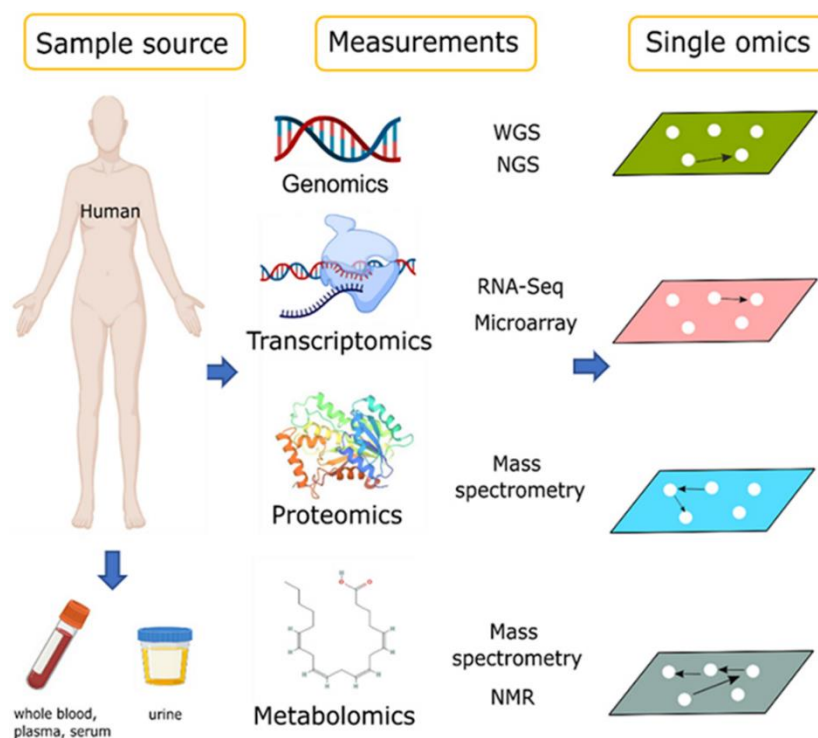 Sample source
Measurements
Single omics
Human
Genomics
WGS
NGS
Transcriptomics
RNA-Seq
Microarray
Proteomics
Mass
spectrometry
Metabolomics
Mass
spectrometry
NMR
whole blood,
plasma, serum
urine